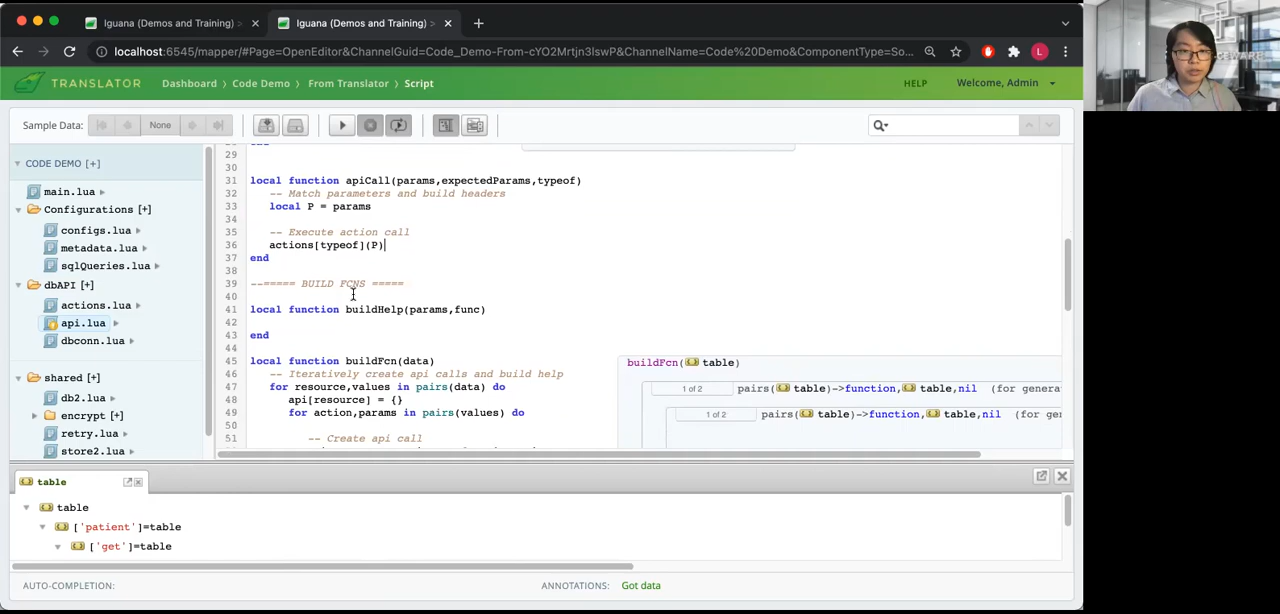 Iguana (Demos and Training) >
Iguana (Demos and Training) >
localhost:6545/mapper/#Page=OpenEditor&ChannelGuid=Code_Demo-From-cYO2Mrtjn3IswP&ChannelName=Code%20Demo&ComponentType=So...
L
TRANSLATOR
Dashboard > Code Demo > From Translator > Script
HELP
Welcome, Admin
Sample Data:
None
CODE DEMO [+]
main.lua
Configurations [+]
configs.lua
metadata.lua
sqlQueries.lua
dbAPI [+]
actions.lua
api.lua
dbconn.lua
shared [+]
db2.lua
encrypt [+]
retry.lua
store2.lua
29
30
31 local function apiCall(params,expectedParams,typeof)
32 -- Match parameters and build headers
33 local P = params
34
35 -- Execute action call
36 actions[typeof](P)
37 end
38
39 --===== BUILD FCNS =====
40
41 local function buildHelp(params,func)
42
43 end
44
45 local function buildFcn(data)
46 -- Iteratively create api calls and build help
47 for resource,values in pairs(data) do
48 api[resource] = {}
49 for action,params in pairs(values) do
50
51 -- Create api call
buildFcn( table)
1 of 2 pairs( table)->function, table,nil (for genera
1 of 2 pairs( table)->function, table,nil (for gen
table
table
['patient']=table
['get']=table
AUTO-COMPLETION:
ANNOTATIONS: Got data